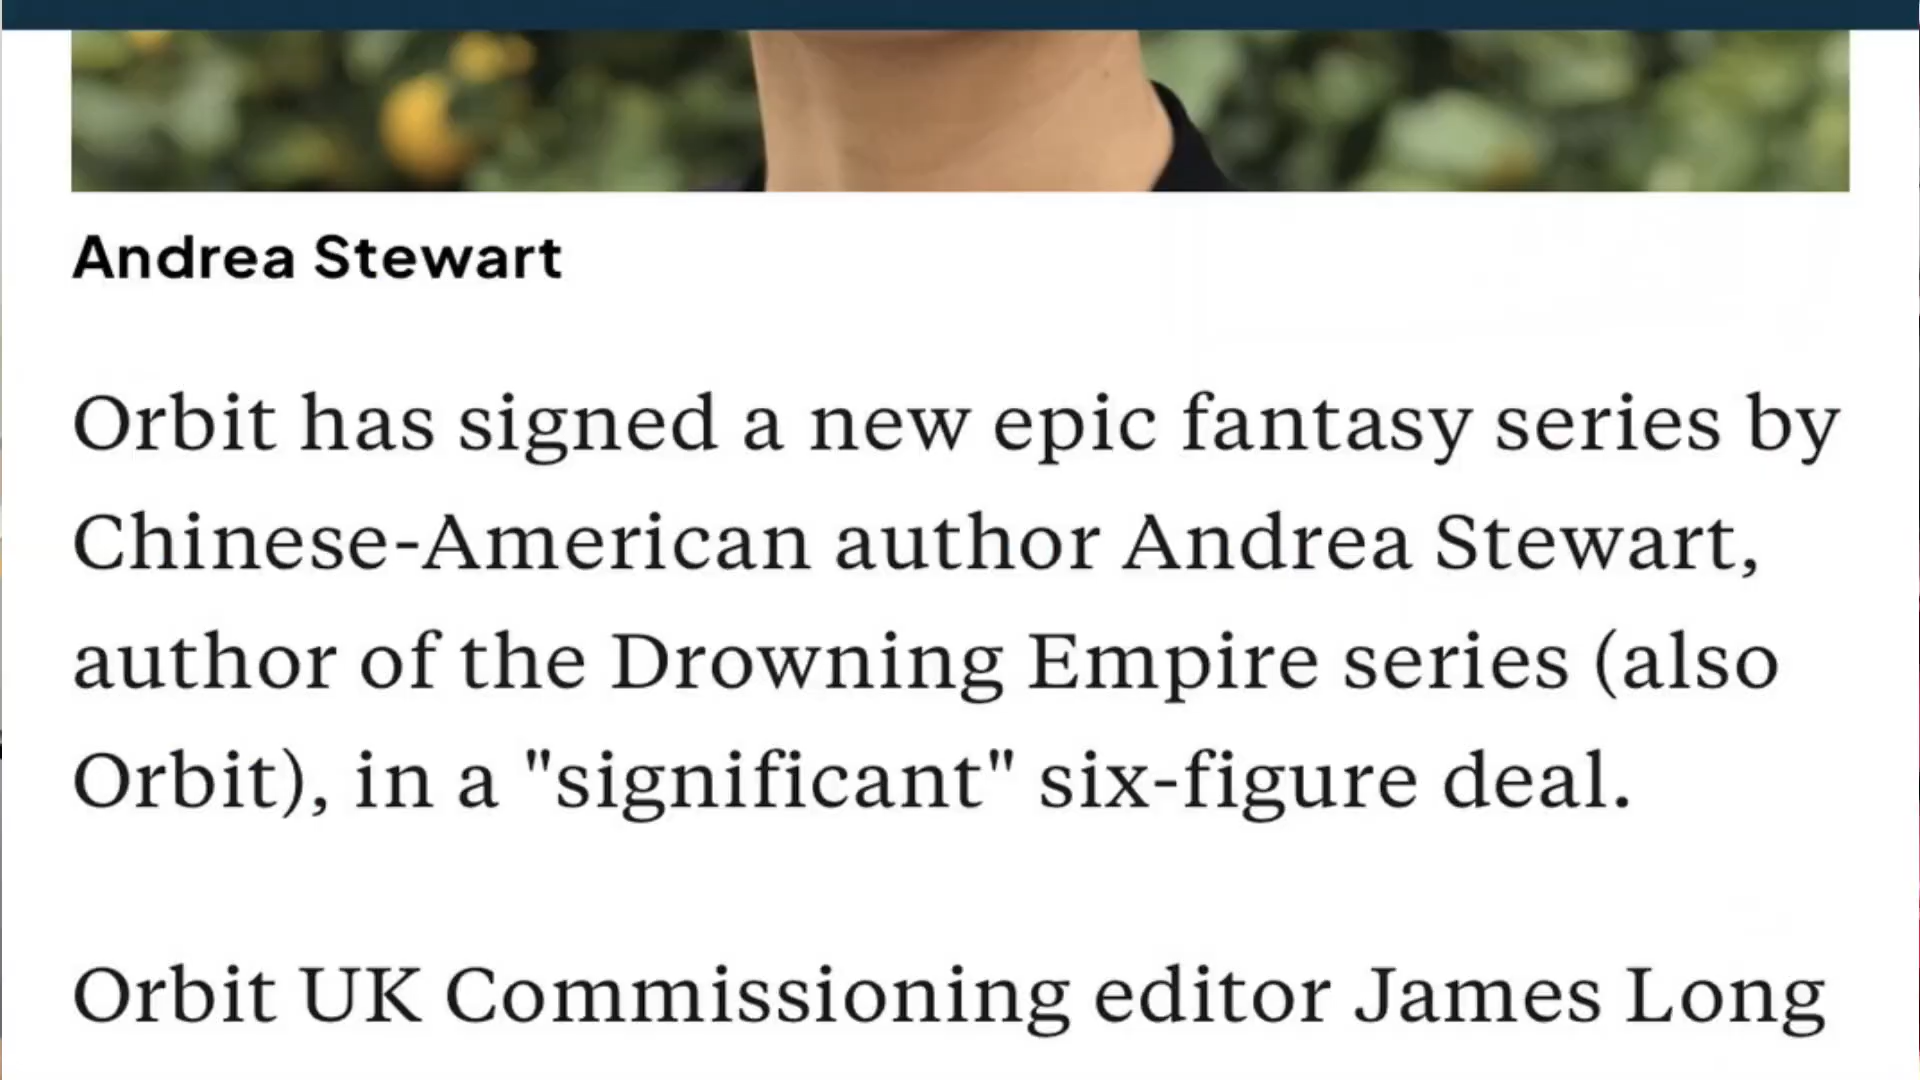 Andrea Stewart
Orbit has signed a new epic fantasy series by
Chinese-American author Andrea Stewart,
author of the Drowning Empire series (also
Orbit), in a "significant" six-figure deal.
Orbit UK Commissioning editor James Long